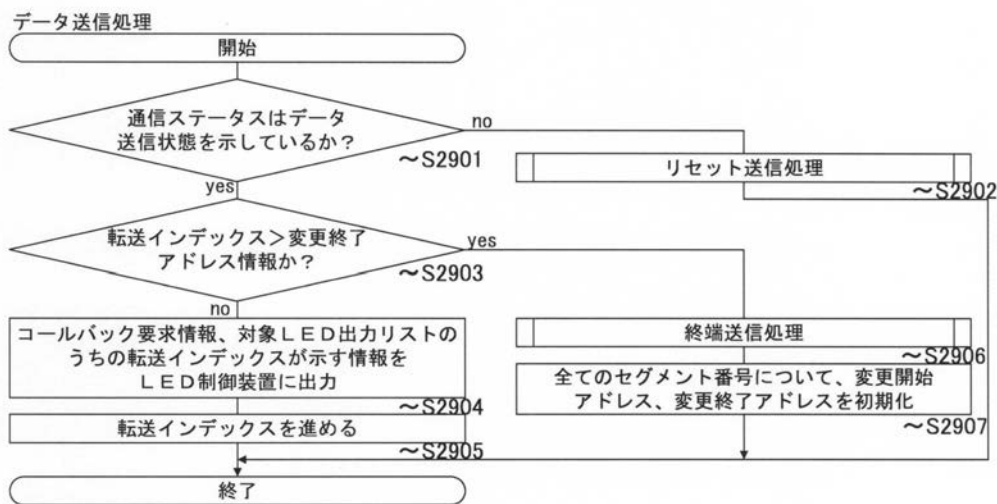 データ送信処理
開始
通信ステータスはデータ
送信状態を示しているか？
～S2901
no
yes
リセット送信処理
～S2902
転送インデックス＞変更終了
アドレス情報か？
～S2903
yes
no
コールバック要求情報、対象ＬＥＤ出力リストの
うちの転送インデックスが示す情報を
ＬＥＤ制御装置に出力
～S2904
転送インデックスを進める
～S2905
終端送信処理
～S2906
全てのセグメント番号について、変更開始
アドレス、変更終了アドレスを初期化
～S2907
終了